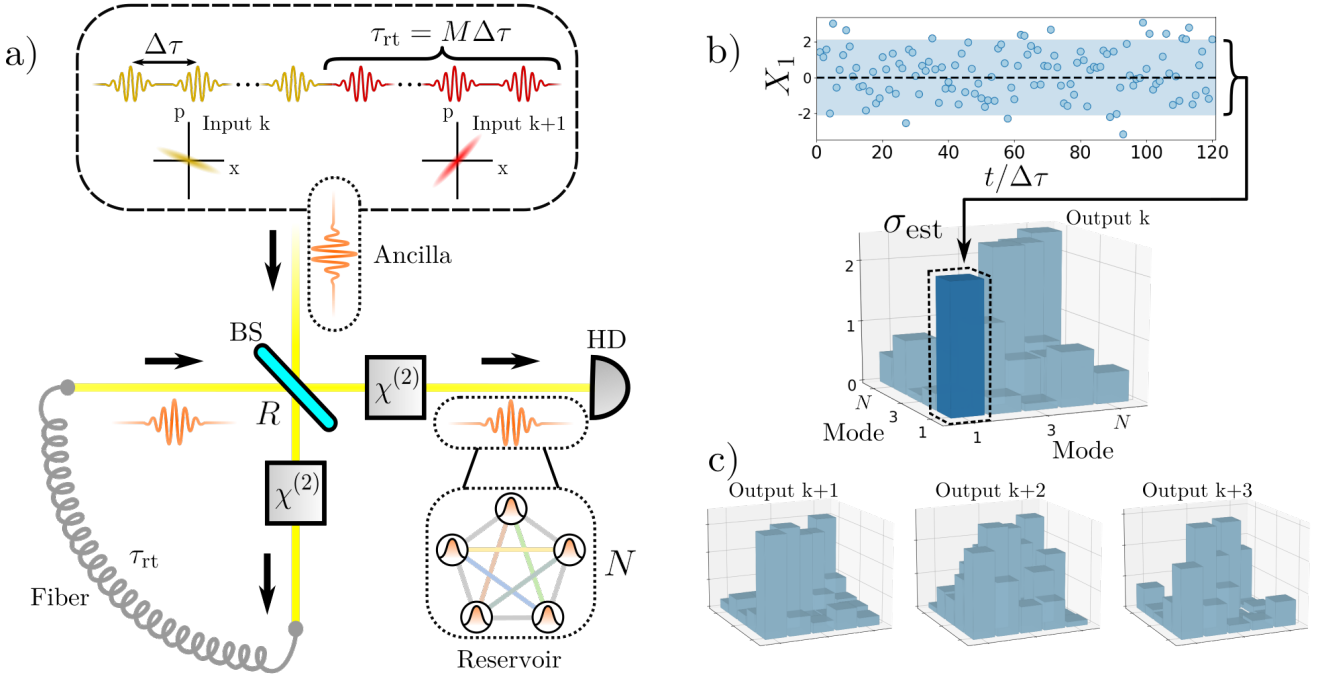 a)
Δτ
τ_rt = MΔτ
p
Input k
x
p
Input k+1
x
Ancilla
BS
R
χ^(2)
HD
χ^(2)
τ_rt
Fiber
N
Reservoir
b)
X_1
2
0
-2
0 20 40 60 80 100 120
t/Δτ
σ_est
Output k
2
1
0
N
3
1
Mode
1
3
N
Mode
c)
Output k+1
Output k+2
Output k+3